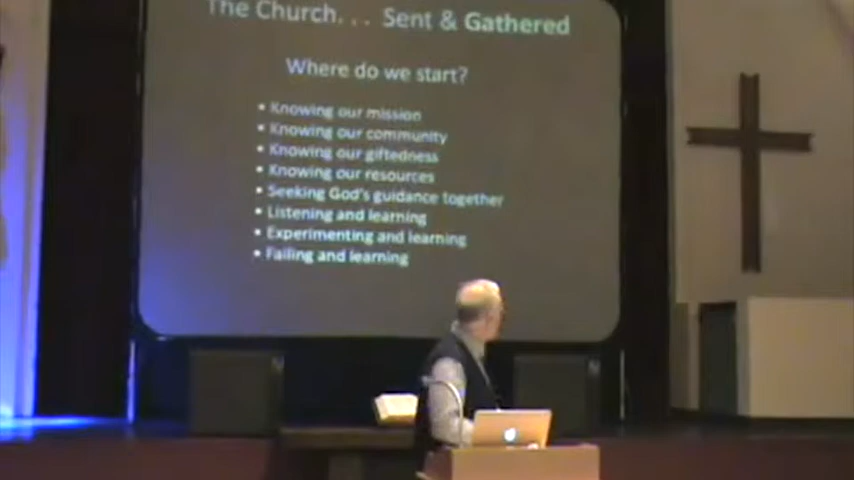 The Church. . . Sent & Gathered
Where do we start?
• Knowing our mission
• Knowing our community
• Knowing our giftedness
• Knowing our resources
• Seeking God's guidance together
• Listening and learning
• Experimenting and learning
• Failing and learning